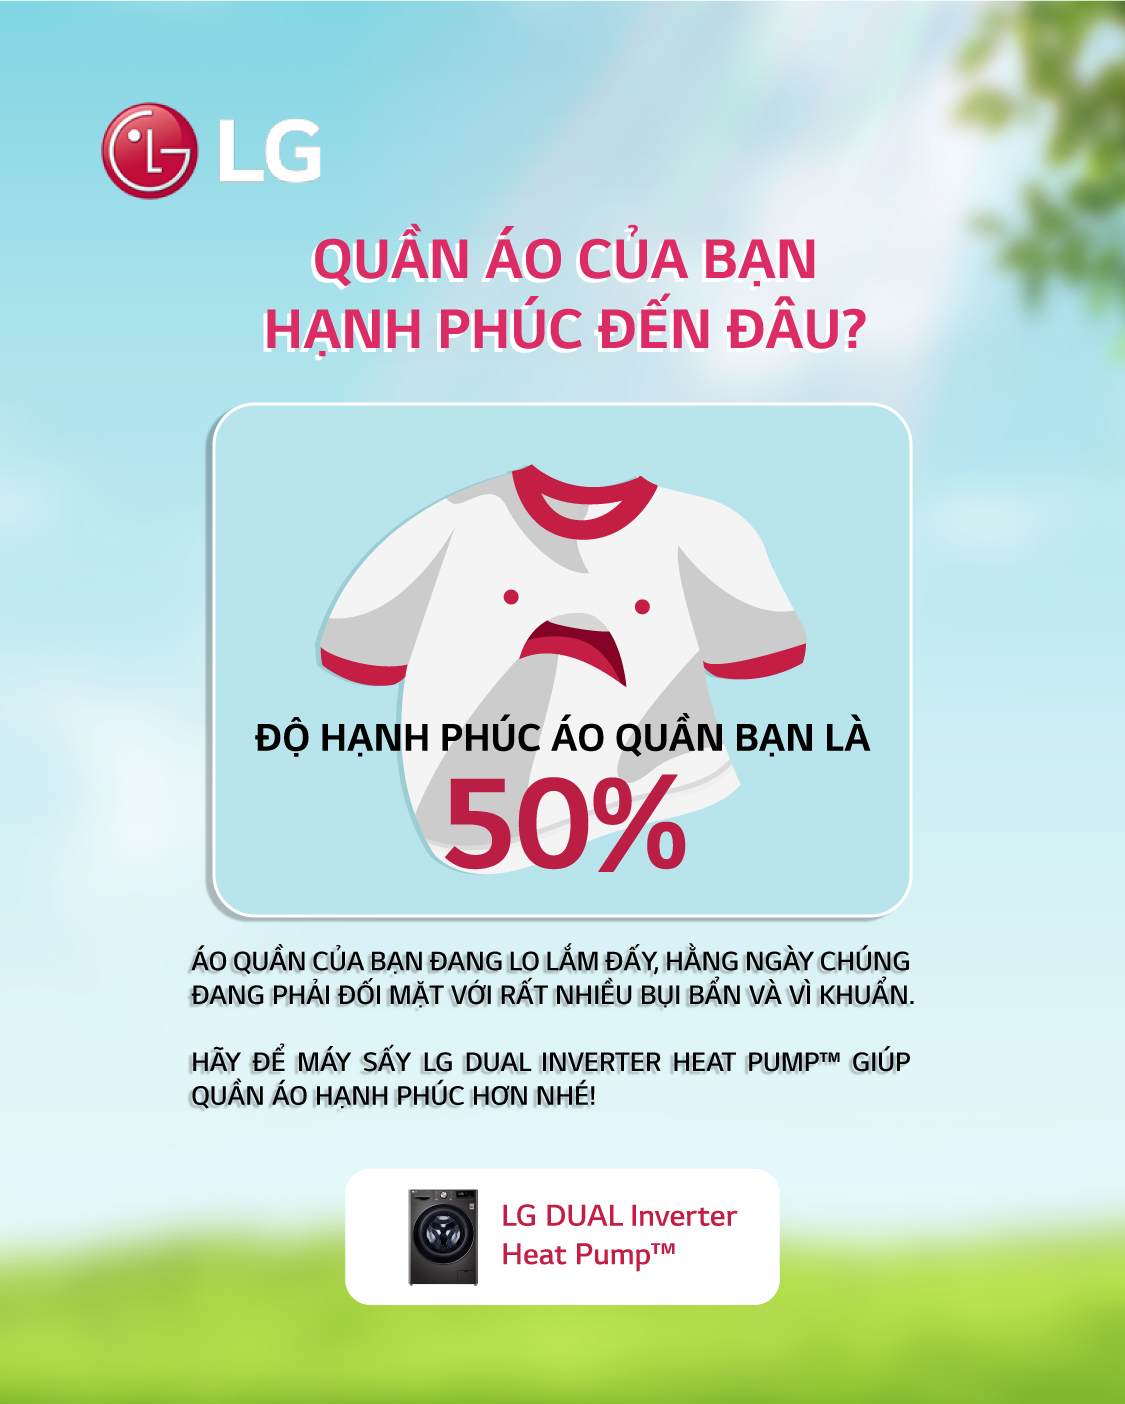 LG
QUẦN ÁO CỦA BẠN
HẠNH PHÚC ĐẾN ĐÂU?
ĐỘ HẠNH PHÚC ÁO QUẦN BẠN LÀ
50%
ÁO QUẦN CỦA BẠN ĐANG LO LẮM ĐẤY, HẰNG NGÀY CHÚNG
ĐANG PHẢI ĐỐI MẶT VỚI RẤT NHIỀU BỤI BẨN VÀ VÌ KHUẨN.
HÃY ĐỂ MÁY SẤY LG DUAL INVERTER HEAT PUMP™ GIÚP
QUẦN ÁO HẠNH PHÚC HƠN NHÉ!
LG DUAL Inverter
Heat Pump™